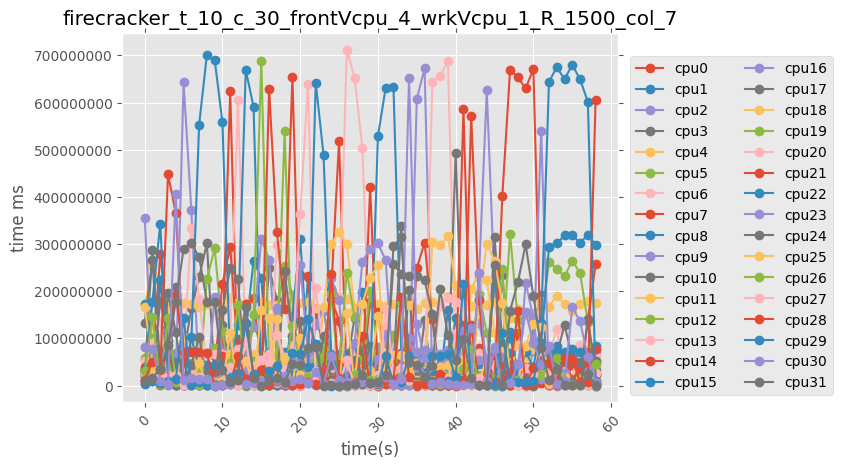 firecracker_t_10_c_30_frontVcpu_4_wrkVcpu_1_R_1500_col_7
time ms
700000000
600000000
500000000
400000000
300000000
200000000
100000000
0
0
10
20
30
40
50
60
time(s)
cpu0
cpu1
cpu2
cpu3
cpu4
cpu5
cpu6
cpu7
cpu8
cpu9
cpu10
cpu11
cpu12
cpu13
cpu14
cpu15
cpu16
cpu17
cpu18
cpu19
cpu20
cpu21
cpu22
cpu23
cpu24
cpu25
cpu26
cpu27
cpu28
cpu29
cpu30
cpu31